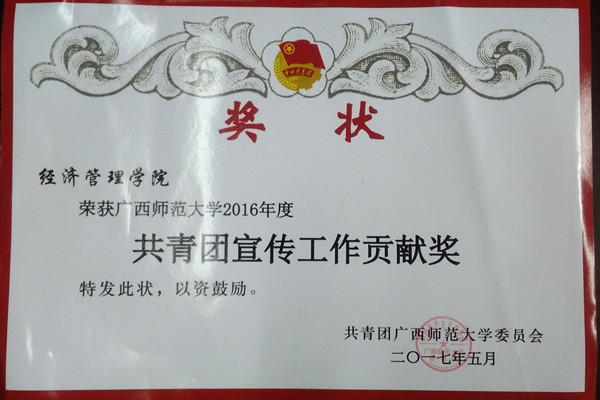 奖状
经济管理学院
荣获广西师范大学2016年度
共青团宣传工作贡献奖
特发此状，以资鼓励。
共青团广西师范大学委员会
二〇一七年五月